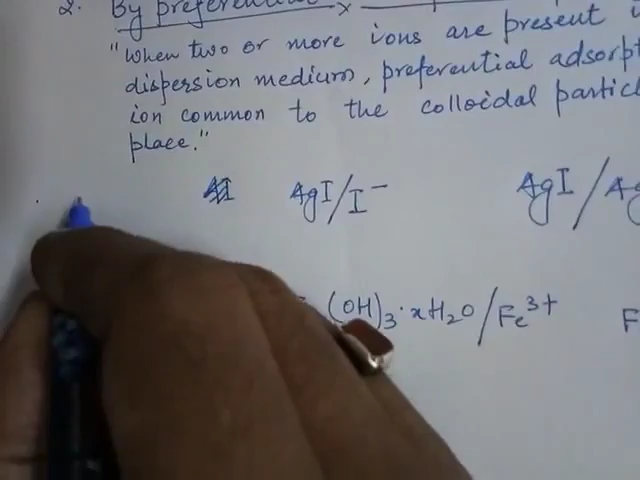 2. By preferential
"When two or more ions are present i
dispersion medium, preferential adsorpt
ion common to the colloidal partic
place."
AgI/I⁻ AgI/Ag
(OH)₃·xH₂O/Fe³⁺ F